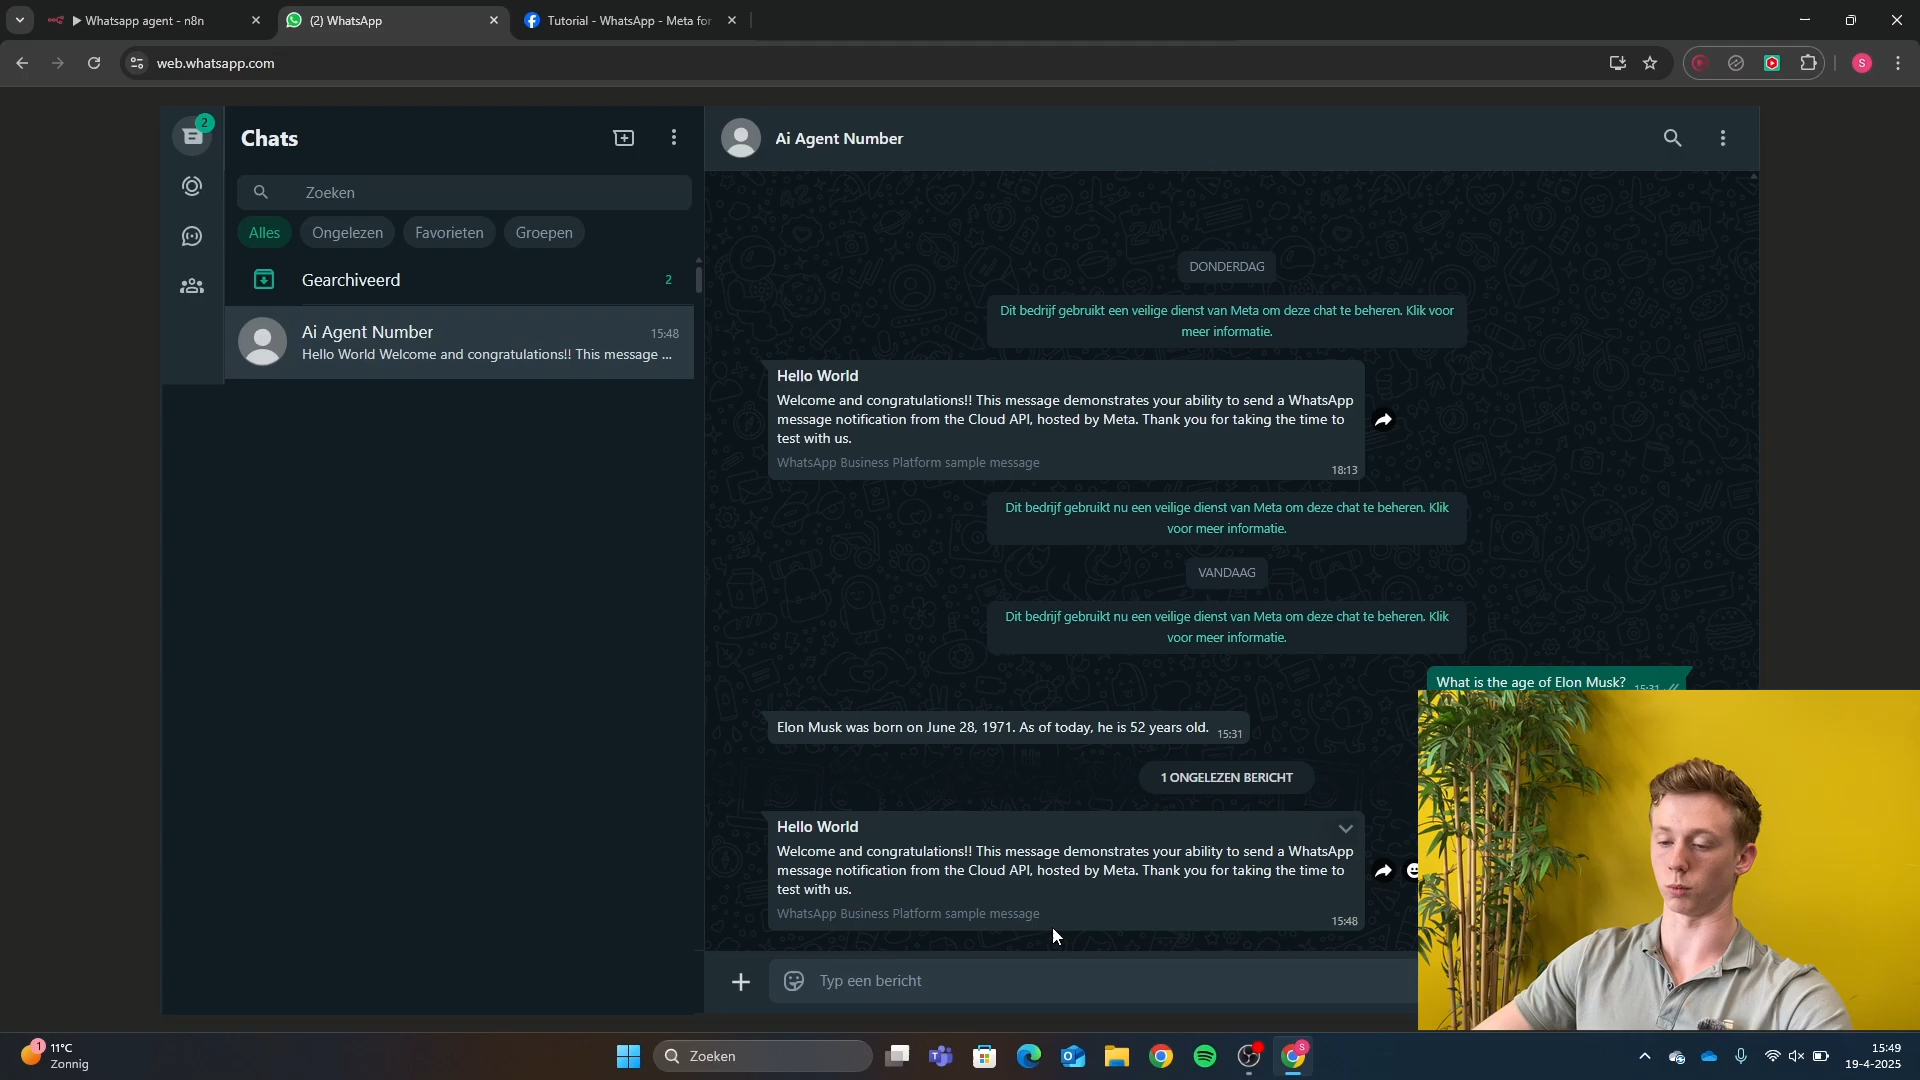 Whatsapp agent - n8n
(2) WhatsApp
Tutorial - WhatsApp - Meta for
web.whatsapp.com
S
2
Chats
Ai Agent Number
Zoeken
Alles
Ongelezen
Favorieten
Groepen
Gearchiveerd
2
Ai Agent Number
15:48
Hello World Welcome and congratulations!! This message ...
DONDERDAG
Dit bedrijf gebruikt een veilige dienst van Meta om deze chat te beheren. Klik voor
meer informatie.
Hello World
Welcome and congratulations!! This message demonstrates your ability to send a WhatsApp
message notification from the Cloud API, hosted by Meta. Thank you for taking the time to
test with us.
WhatsApp Business Platform sample message
18:13
Dit bedrijf gebruikt nu een veilige dienst van Meta om deze chat te beheren. Klik
voor meer informatie.
VANDAAG
Dit bedrijf gebruikt nu een veilige dienst van Meta om deze chat te beheren. Klik
voor meer informatie.
What is the age of Elon Musk?
15:31
Elon Musk was born on June 28, 1971. As of today, he is 52 years old.
15:31
1 ONGELEZEN BERICHT
Hello World
Welcome and congratulations!! This message demonstrates your ability to send a WhatsApp
message notification from the Cloud API, hosted by Meta. Thank you for taking the time to
test with us.
WhatsApp Business Platform sample message
15:48
Typ een bericht
1
11°C
Zonnig
Zoeken
S
15:49
19-4-2025